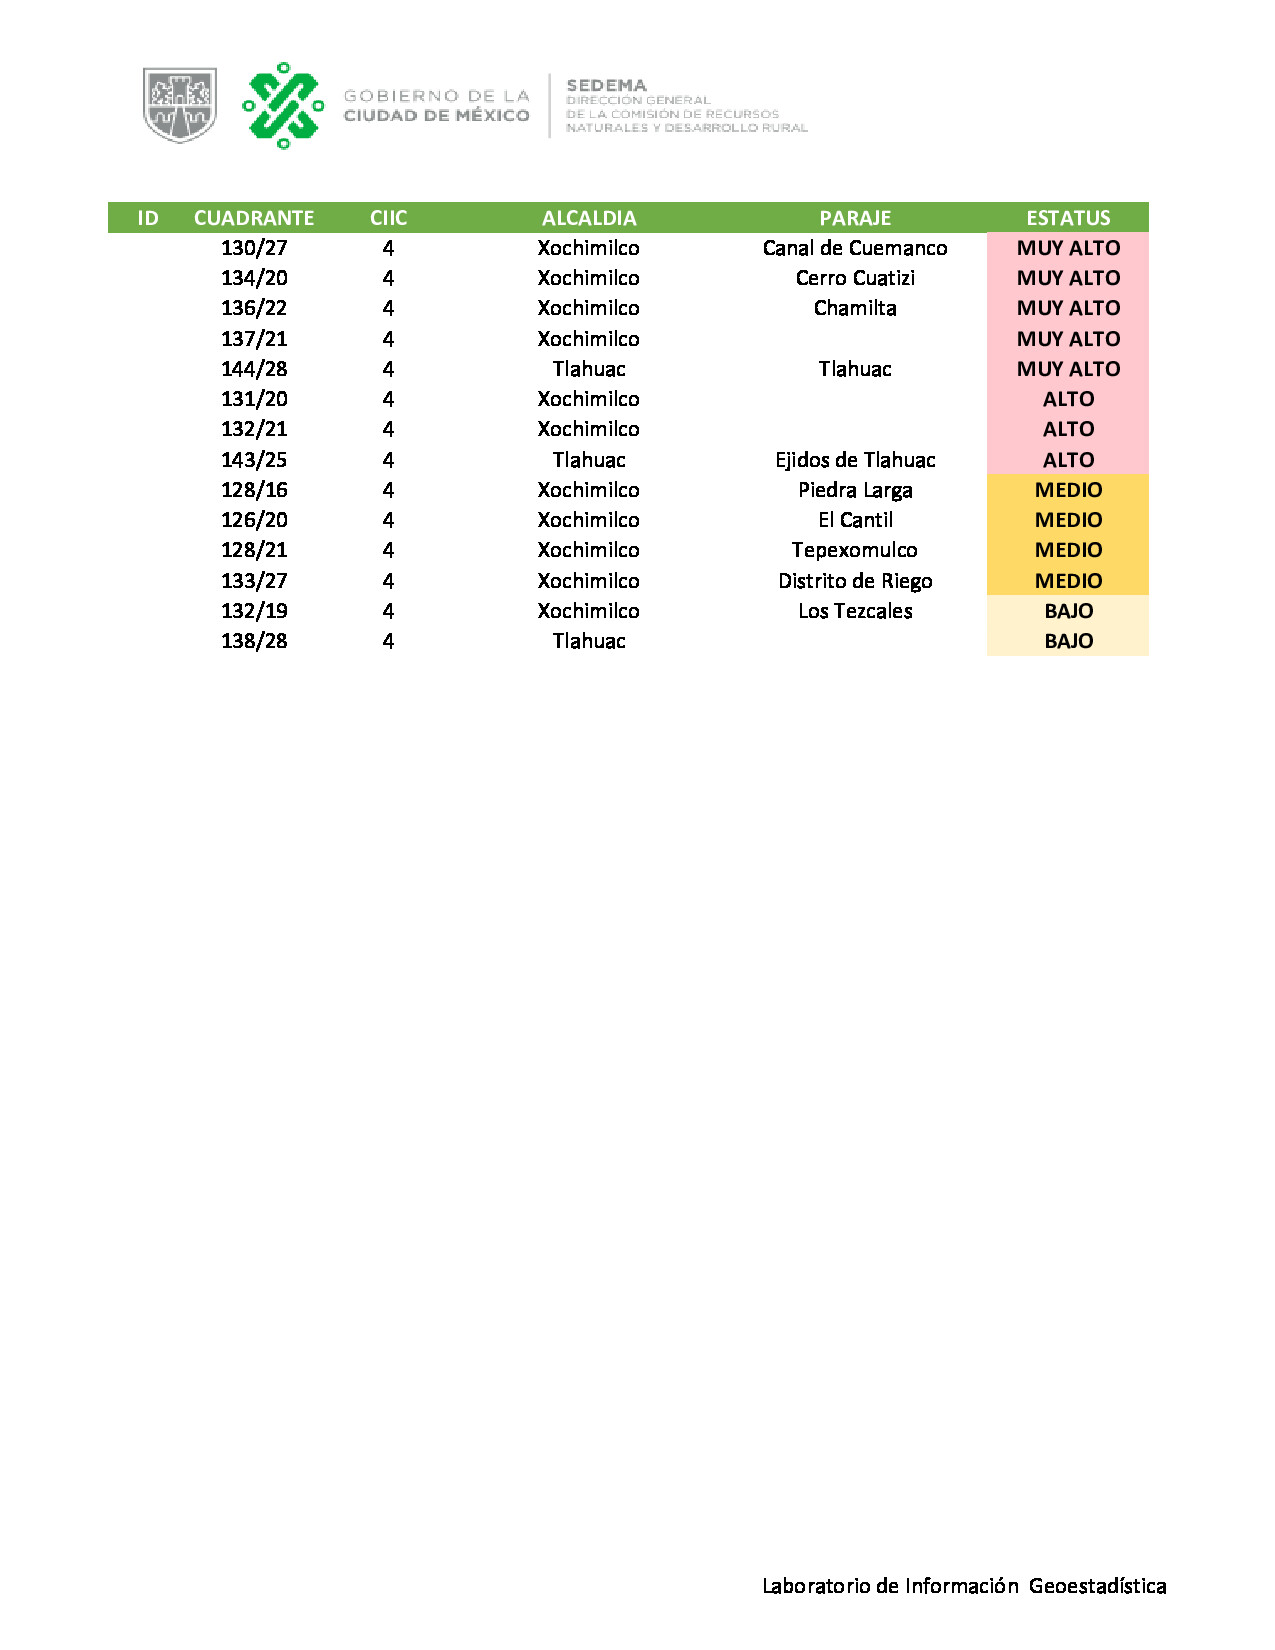 GOBIERNO DE LA
CIUDAD DE MÉXICO
SEDEMA
DIRECCIÓN GENERAL
DE LA COMISIÓN DE RECURSOS
NATURALES Y DESARROLLO RURAL
ID CUADRANTE CIIC ALCALDIA PARAJE ESTATUS
130/27 4 Xochimilco Canal de Cuemanco MUY ALTO
134/20 4 Xochimilco Cerro Cuatizi MUY ALTO
136/22 4 Xochimilco Chamilta MUY ALTO
137/21 4 Xochimilco MUY ALTO
144/28 4 Tlahuac Tlahuac MUY ALTO
131/20 4 Xochimilco ALTO
132/21 4 Xochimilco ALTO
143/25 4 Tlahuac Ejidos de Tlahuac ALTO
128/16 4 Xochimilco Piedra Larga MEDIO
126/20 4 Xochimilco El Cantil MEDIO
128/21 4 Xochimilco Tepexomulco MEDIO
133/27 4 Xochimilco Distrito de Riego MEDIO
132/19 4 Xochimilco Los Tezcales BAJO
138/28 4 Tlahuac BAJO
Laboratorio de Información Geoestadística